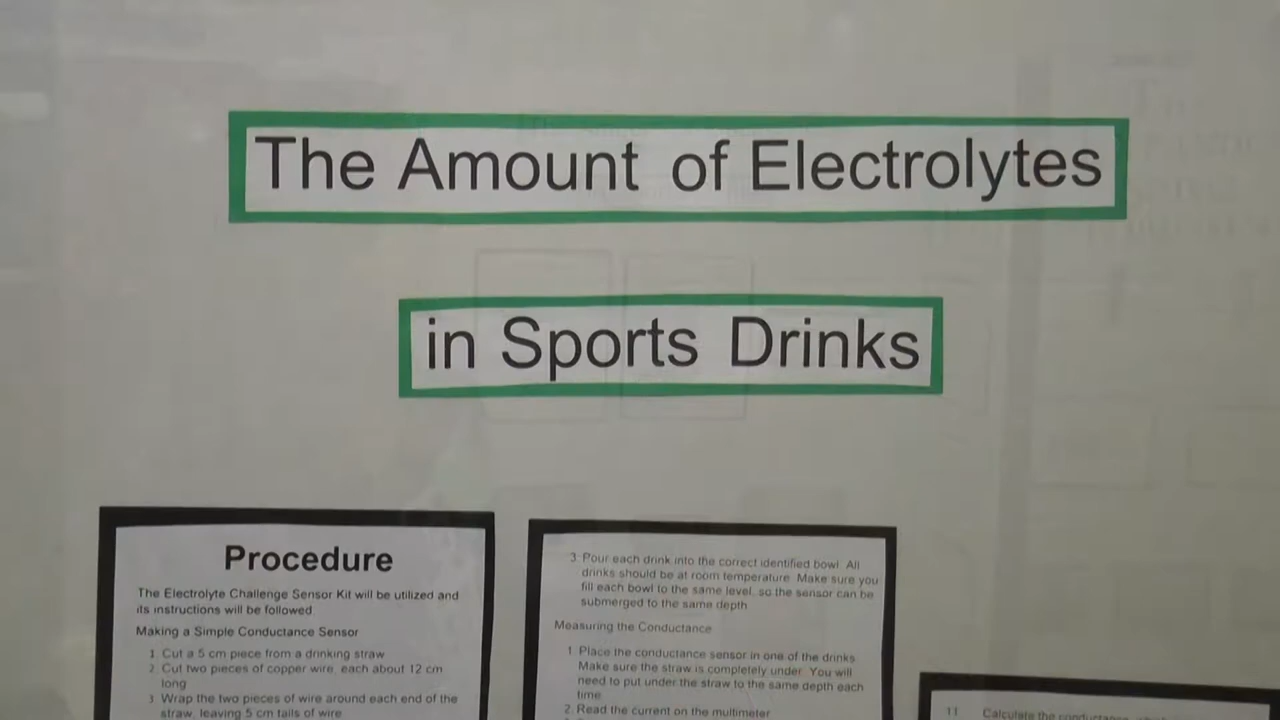 The Amount of Electrolytes
in Sports Drinks
Procedure
The Electrolyte Challenge Sensor Kit will be utilized and
its instructions will be followed
Making a Simple Conductance Sensor
1 Cut a 5 cm piece from a drinking straw
2. Cut two pieces of copper wire, each about 12 cm
long
3 Wrap the two pieces of wire around each end of the
straw, leaving 5 cm tails of wire
3 Pour each drink into the correct identified bowl. All
drinks should be at room temperature. Make sure you
fill each bowl to the same level, so the sensor can be
submerged to the same depth
Measuring the Conductance
1 Place the conductance sensor in one of the drinks
Make sure the straw is completely under. You will
need to put under the straw to the same depth each
time
2. Read the current on the multimeter
11 Calculate the